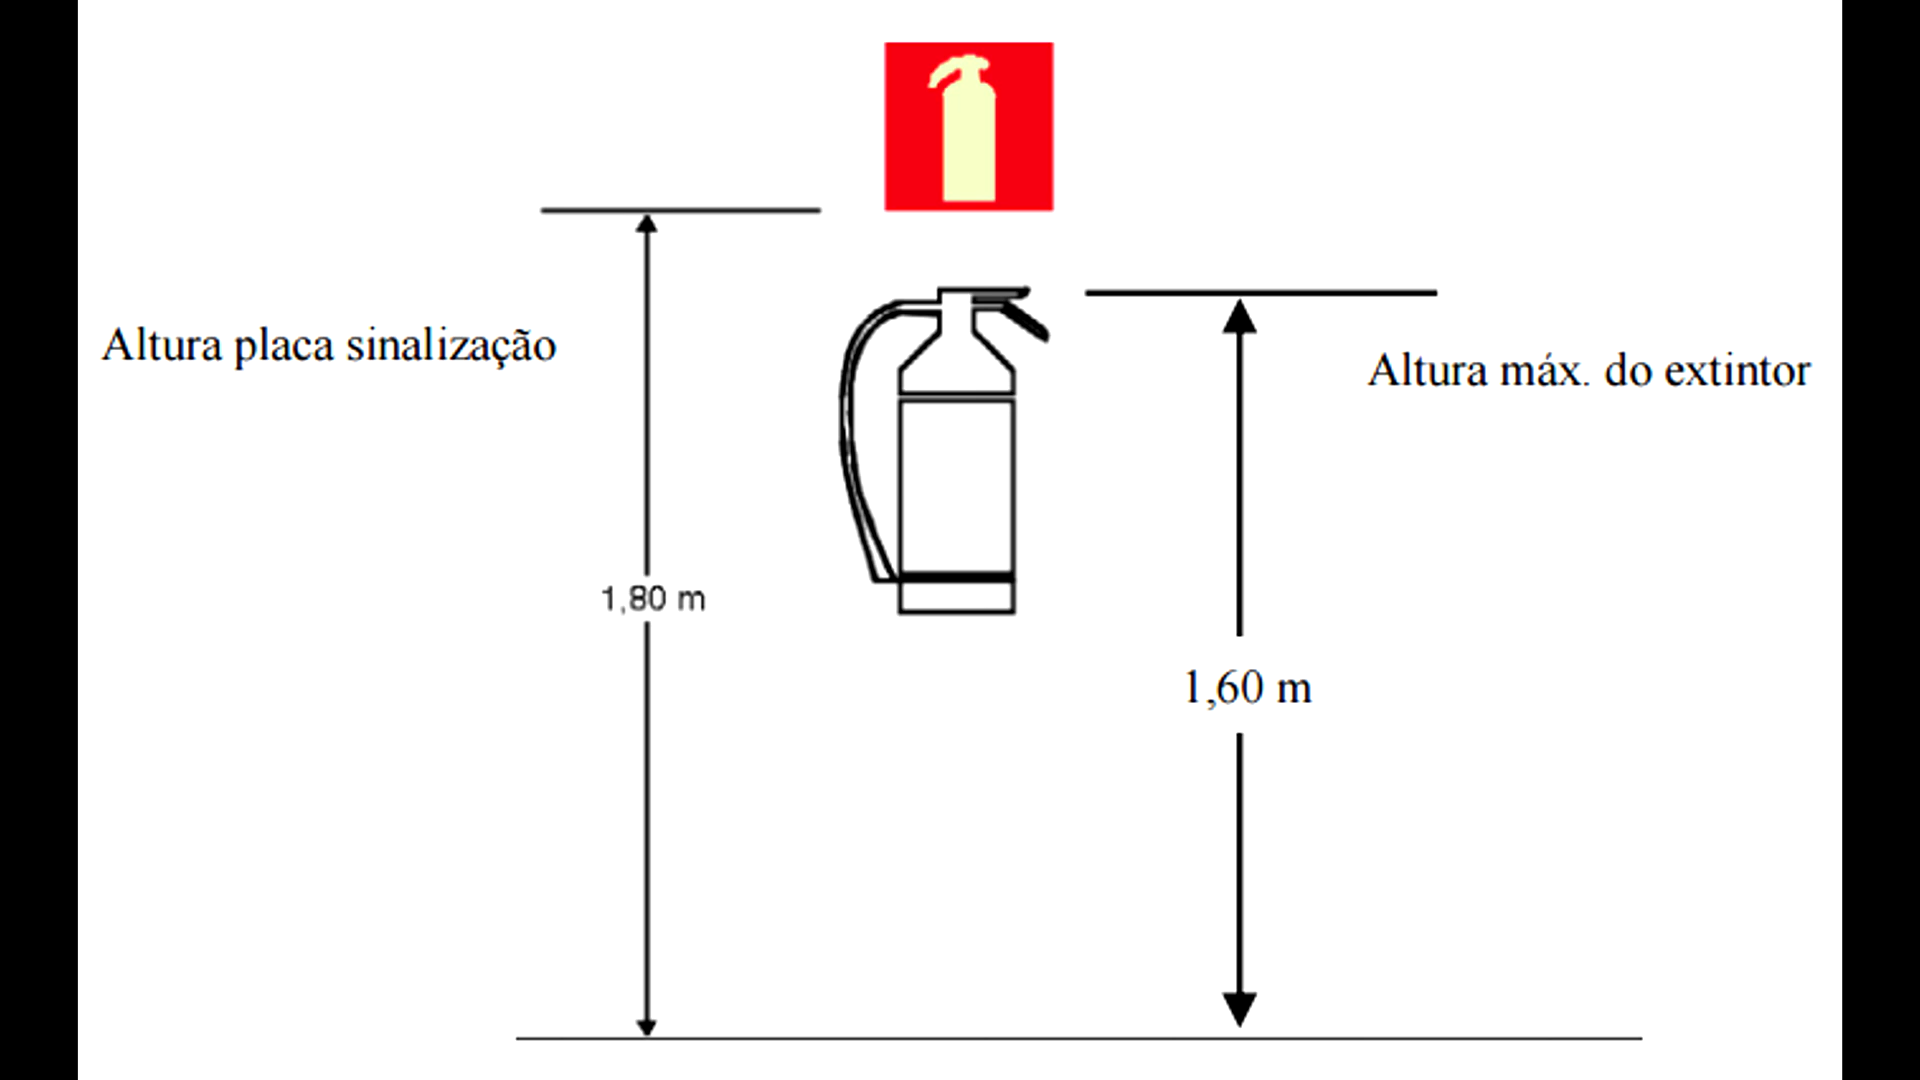 Altura placa sinalização
Altura máx. do extintor
1,80 m
1,60 m